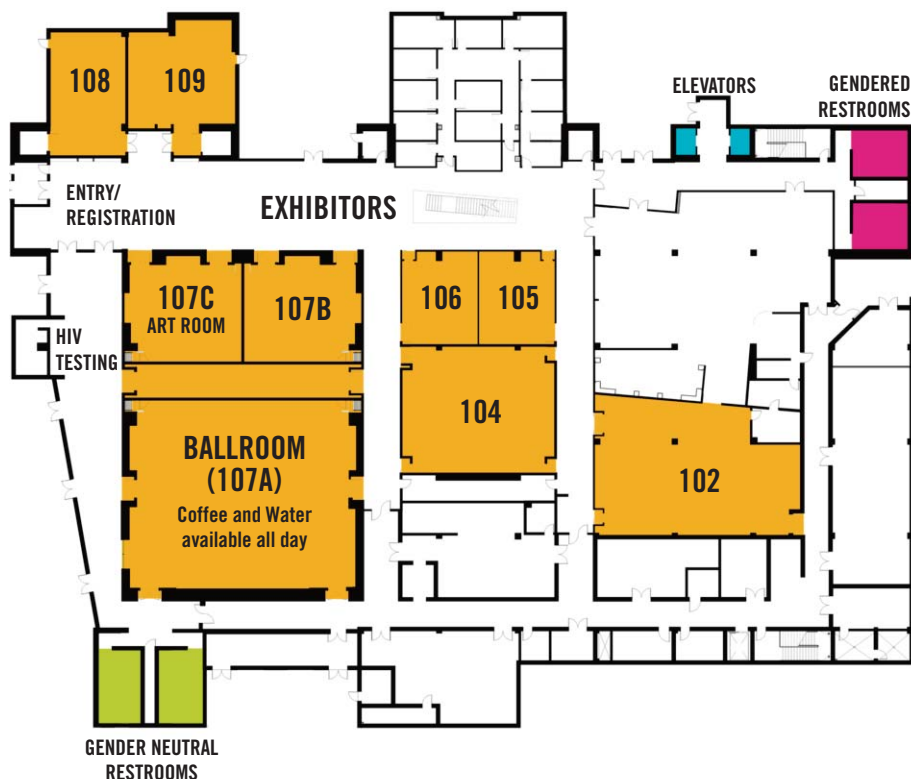 108
109
ELEVATORS
GENDERED
RESTROOMS
ENTRY/
REGISTRATION
EXHIBITORS
107C
ART ROOM
107B
106
105
HIV
TESTING
104
BALLROOM
(107A)
Coffee and Water
available all day
102
GENDER NEUTRAL
RESTROOMS